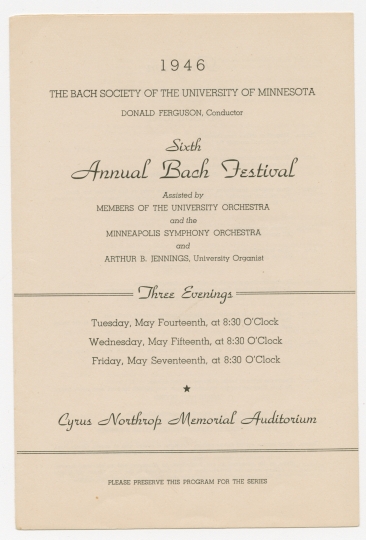 1946
THE BACH SOCIETY OF THE UNIVERSITY OF MINNESOTA
DONALD FERGUSON, Conductor
Sixth
Annual Bach Festival
Assisted by
MEMBERS OF THE UNIVERSITY ORCHESTRA
and the
MINNEAPOLIS SYMPHONY ORCHESTRA
and
ARTHUR B. JENNINGS, University Organist
Three Evenings
Tuesday, May Fourteenth, at 8:30 O'Clock
Wednesday, May Fifteenth, at 8:30 O'Clock
Friday, May Seventeenth, at 8:30 O'Clock
Cyrus Northrop Memorial Auditorium
PLEASE PRESERVE THIS PROGRAM FOR THE SERIES